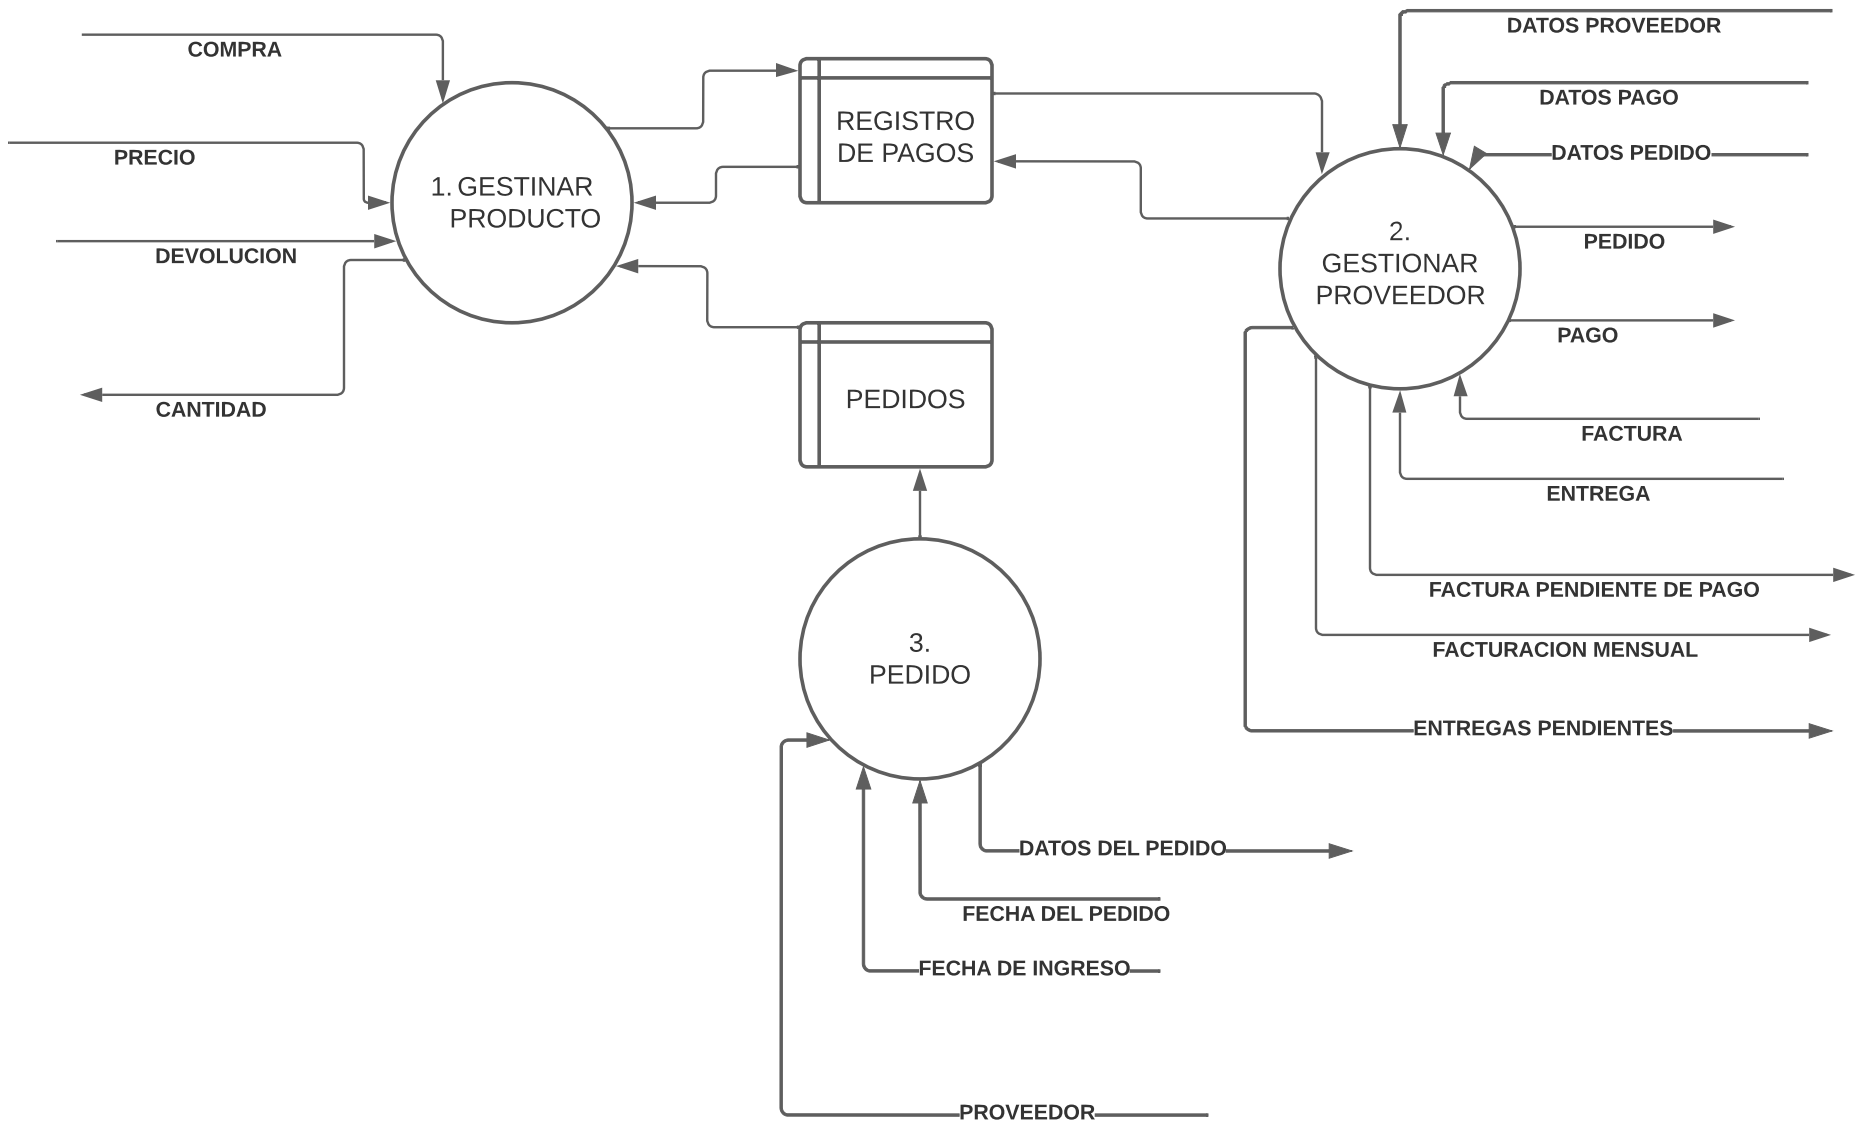 DATOS PROVEEDOR
COMPRA
DATOS PAGO
REGISTRO
DE PAGOS
PRECIO
DATOS PEDIDO
1. GESTINAR
PRODUCTO
2.
GESTIONAR
PROVEEDOR
PEDIDO
DEVOLUCION
PAGO
CANTIDAD
PEDIDOS
FACTURA
ENTREGA
FACTURA PENDIENTE DE PAGO
FACTURACION MENSUAL
3.
PEDIDO
ENTREGAS PENDIENTES
DATOS DEL PEDIDO
FECHA DEL PEDIDO
FECHA DE INGRESO
PROVEEDOR